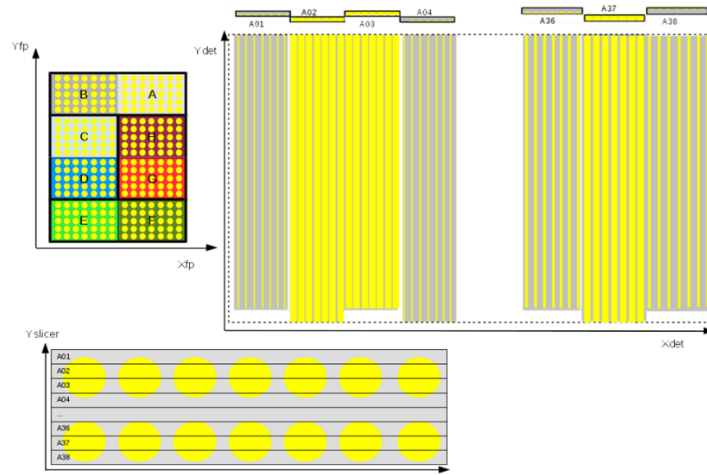 Yfp
B A
C H
D G
E F
Xfp
A01 A02 A03 A04 A36 A37 A38
Ydet
Xdet
Yslicer
A01
A02
A03
A04
...
A36
A37
A38